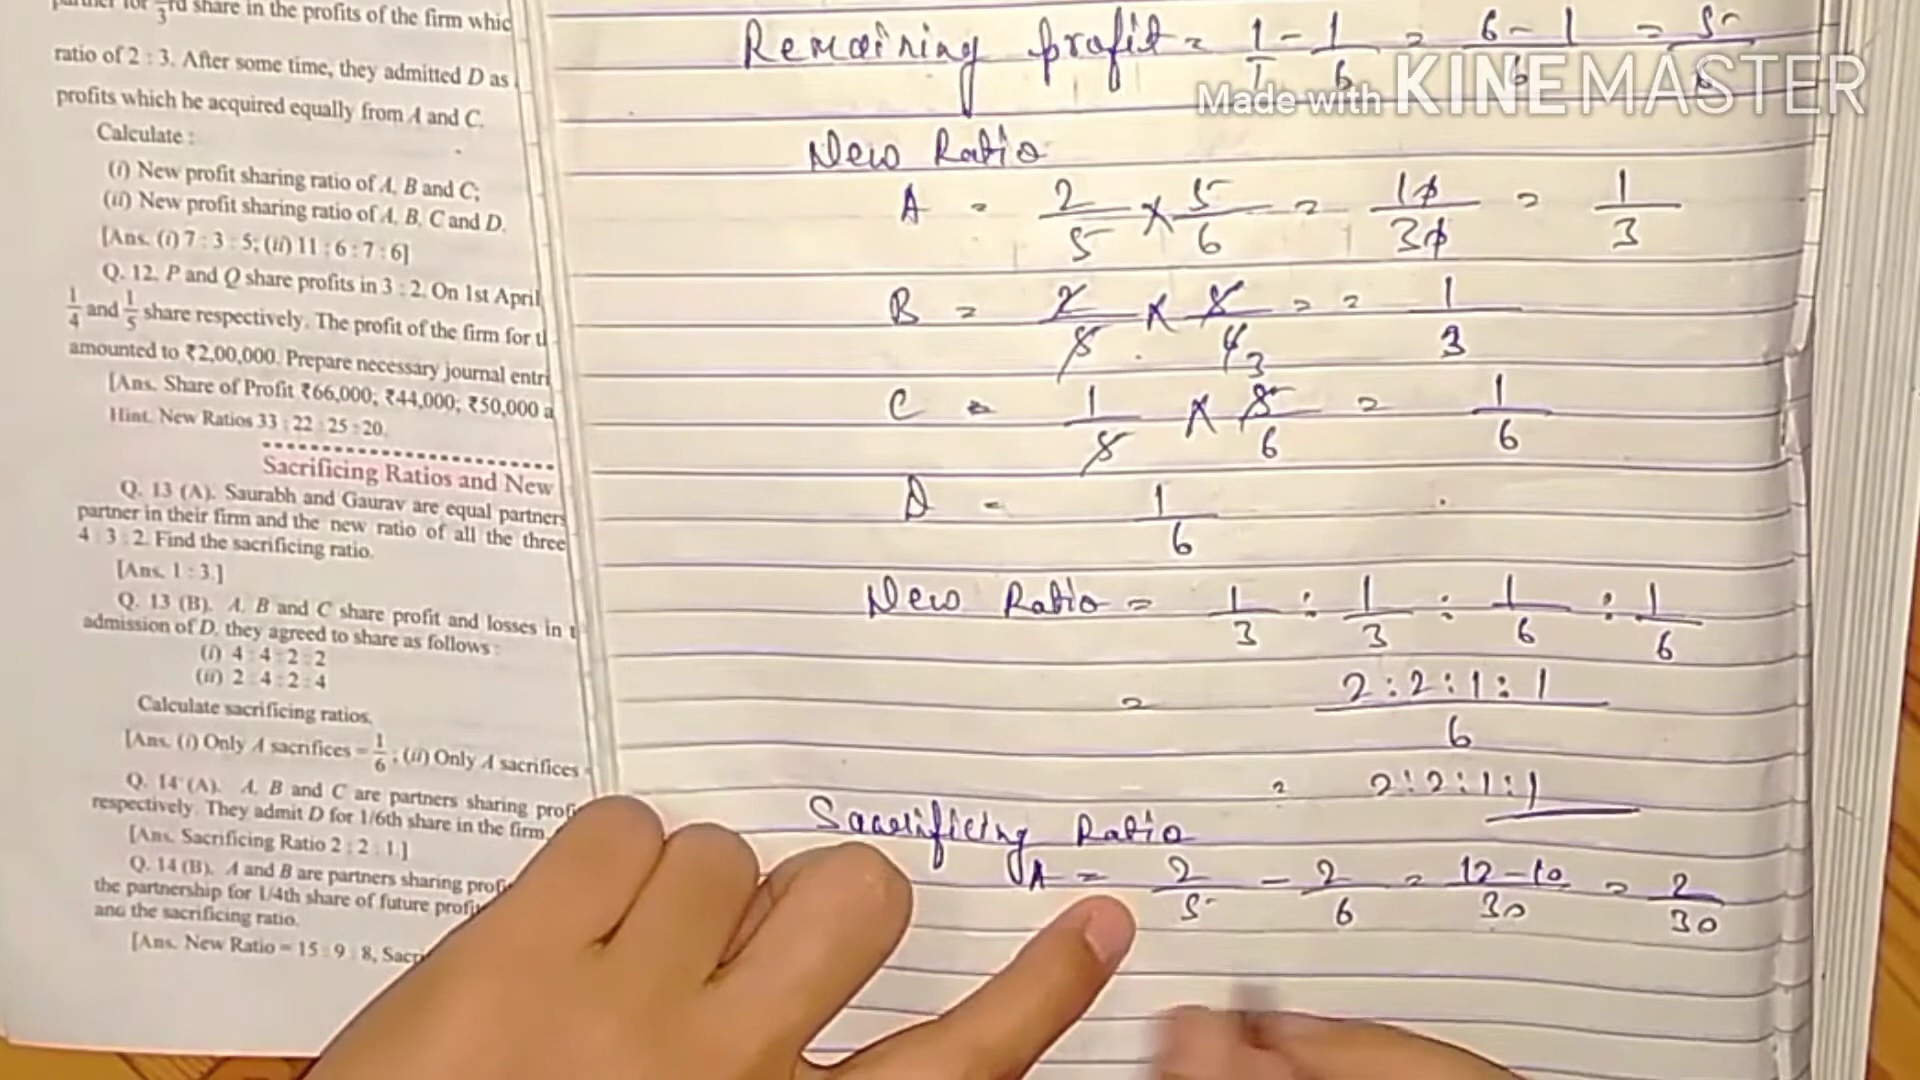 rd share in the profits of the firm whic
ratio of 2 : 3. After some time, they admitted D as
profits which he acquired equally from A and C.
Calculate :
(i) New profit sharing ratio of A, B and C;
(ii) New profit sharing ratio of A, B, C and D.
[Ans. (i) 7 : 3 : 5; (ii) 11 : 6 : 7 : 6]
Q. 12. P and Q share profits in 3 : 2. On 1st April
1/4 and 1/5 share respectively. The profit of the firm for t
amounted to ₹2,00,000. Prepare necessary journal entri
[Ans. Share of Profit ₹66,000; ₹44,000; ₹50,000 a
Hint. New Ratios 33 : 22 : 25 : 20.
Sacrificing Ratios and New
Q. 13 (A). Saurabh and Gaurav are equal partners
partner in their firm and the new ratio of all the three
4 : 3 : 2. Find the sacrificing ratio.
[Ans. 1 : 3.]
Q. 13 (B). A, B and C share profit and losses in t
admission of D, they agreed to share as follows :
(i) 4 : 4 : 2 : 2
(ii) 2 : 4 : 2 : 4
Calculate sacrificing ratios.
[Ans. (i) Only A sacrifices = 1/6 ; (ii) Only A sacrifices =
Q. 14 (A). A, B and C are partners sharing profi
respectively. They admit D for 1/6th share in the firm.
[Ans. Sacrificing Ratio 2 : 2 : 1.]
Q. 14 (B). A and B are partners sharing profi
the partnership for 1/4th share of future profi
and the sacrificing ratio.
[Ans. New Ratio = 15 : 9 : 8, Sacri
Remaining profit = 1/1 - 1/6 = 6-1/6 = 5/6
Made with KINEMASTER
New Ratio
A = 2/5 × 5/6 = 10/30 = 1/3
B = 2/5 × 5/6 3 = = 1/3
C = 1/5 × 5/6 = 1/6
D = 1/6
New Ratio = 1/3 : 1/3 : 1/6 : 1/6
= 2:2:1:1/6
= 2:2:1:1
Sacrificing Ratio
A = 2/5 - 2/6 = 12-10/30 = 2/30